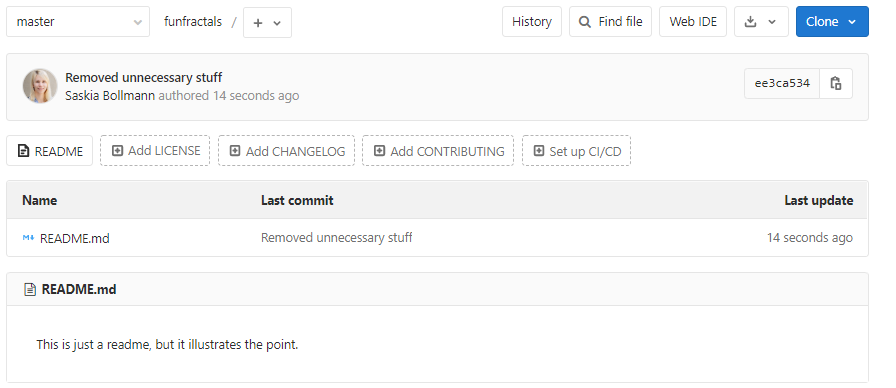 master funfractals / + History Find file Web IDE Clone
Removed unnecessary stuff
Saskia Bollmann authored 14 seconds ago ee3ca534
README Add LICENSE Add CHANGELOG Add CONTRIBUTING Set up CI/CD
Name Last commit Last update
M↓ README.md Removed unnecessary stuff 14 seconds ago
README.md
This is just a readme, but it illustrates the point.